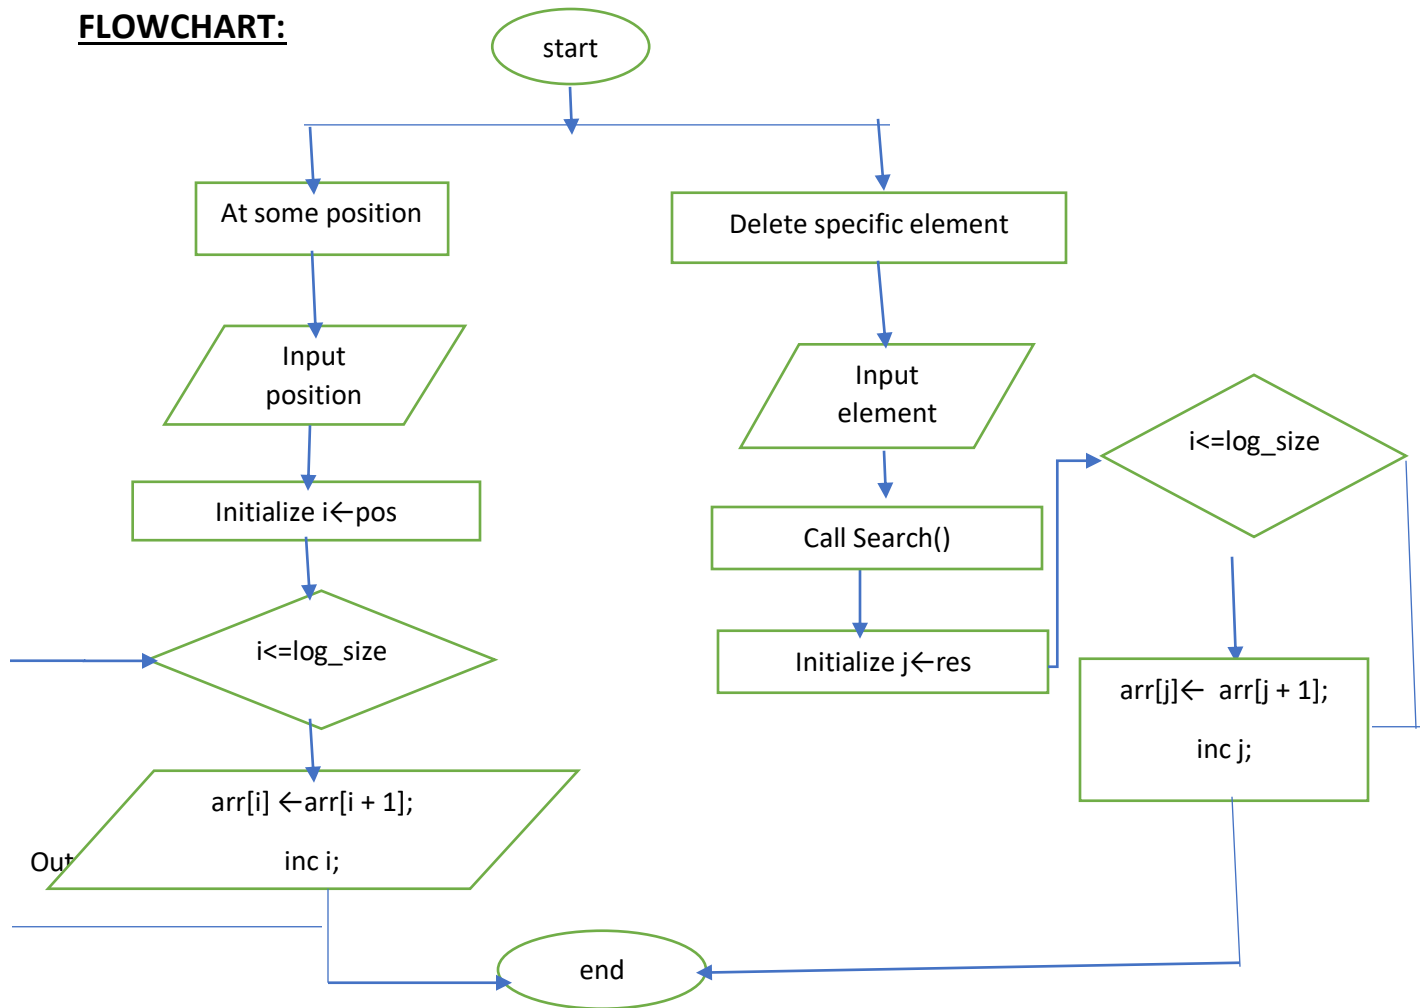 FLOWCHART:
start
At some position
Input
position
Initialize i←pos
i<=log_size
arr[i] ←arr[i + 1];
inc i;
Out
Delete specific element
Input
element
Call Search()
Initialize j←res
i<=log_size
arr[j]← arr[j + 1];
inc j;
end